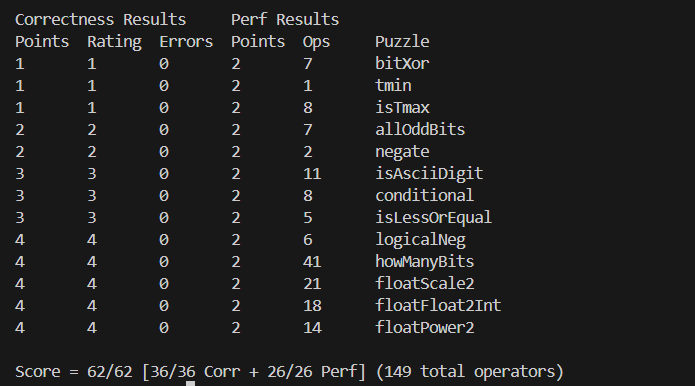 Correctness Results Perf Results
Points Rating Errors Points Ops Puzzle
1 1 0 2 7 bitXor
1 1 0 2 1 tmin
1 1 0 2 8 isTmax
2 2 0 2 7 allOddBits
2 2 0 2 2 negate
3 3 0 2 11 isAsciiDigit
3 3 0 2 8 conditional
3 3 0 2 5 isLessOrEqual
4 4 0 2 6 logicalNeg
4 4 0 2 41 howManyBits
4 4 0 2 21 floatScale2
4 4 0 2 18 floatFloat2Int
4 4 0 2 14 floatPower2
Score = 62/62 [36/36 Corr + 26/26 Perf] (149 total operators)